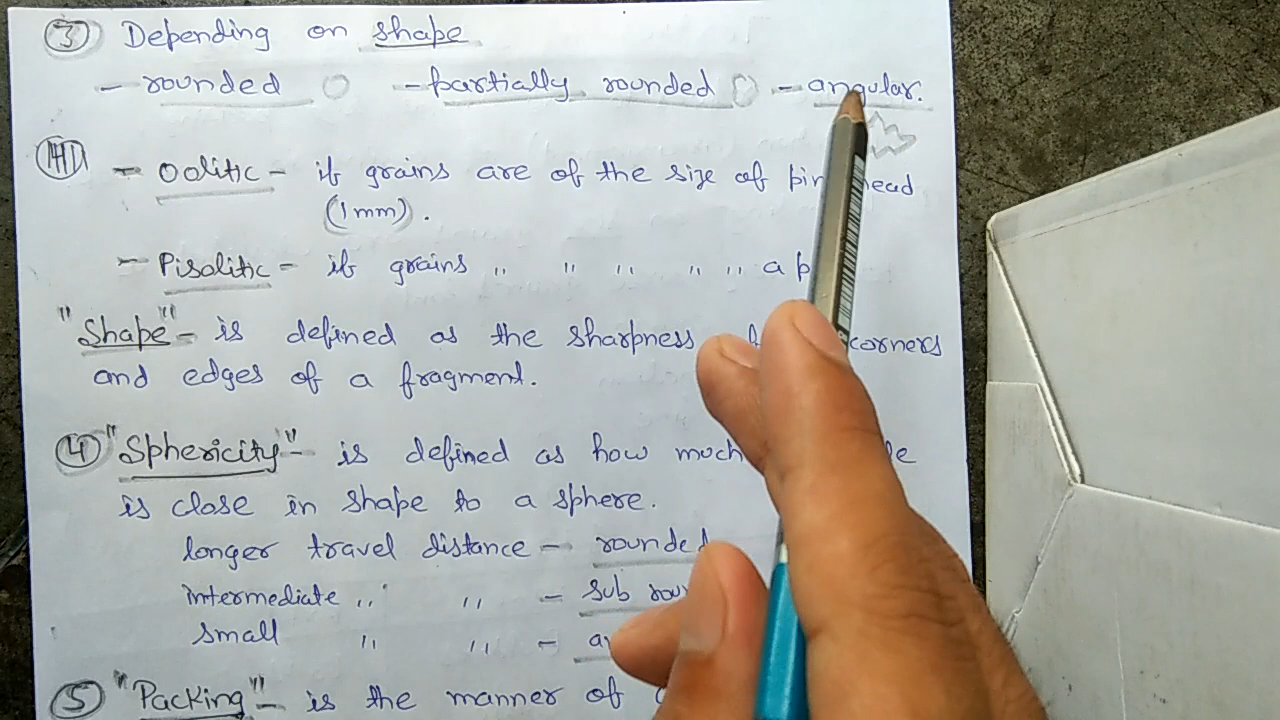 ③ Depending on shape
- rounded - partially rounded - angular.
- Oolitic - if grains are of the size of pin head
(1mm).
- Pisolitic - if grains ,, ,, ,, ,, ,, a
"Shape" - is defined as the sharpness corners
and edges of a fragment.
④ "Sphericity" - is defined as how much
is close in shape to a sphere.
longer travel distance - rounded
intermediate ,, ,, - sub
small ,, ,, -
⑤ "Packing" - is the manner of